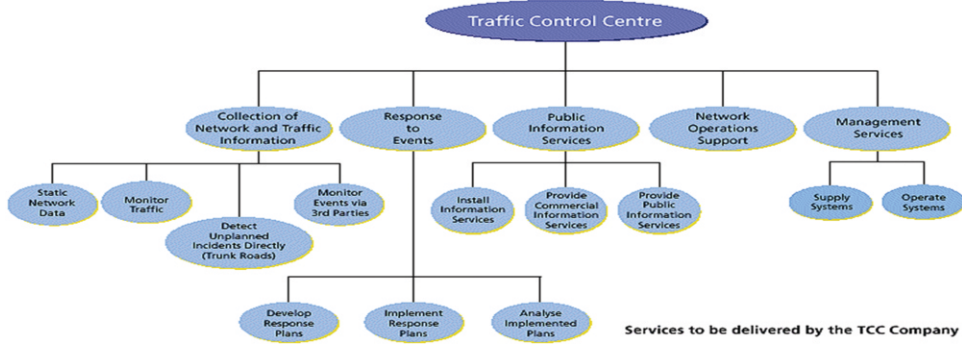 Traffic Control Centre
Collection of
Network and Traffic
Information
Response
to
Events
Public
Information
Services
Network
Operations
Support
Management
Services
Static
Network
Data
Monitor
Traffic
Detect
Unplanned
Incidents Directly
(Trunk Roads)
Monitor
Events via
3rd Parties
Install
Information
Services
Provide
Commercial
Information
Services
Provide
Public
Information
Services
Supply
Systems
Operate
Systems
Develop
Response
Plans
Implement
Response
Plans
Analyse
Implemented
Plans
Services to be delivered by the TCC Company